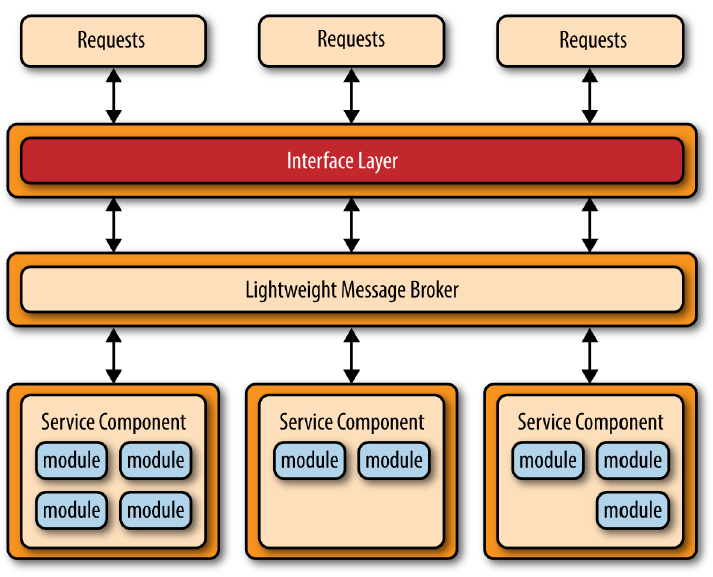 Requests
Requests
Requests
Interface Layer
Lightweight Message Broker
Service Component
module module
module module
Service Component
module module
Service Component
module module
module